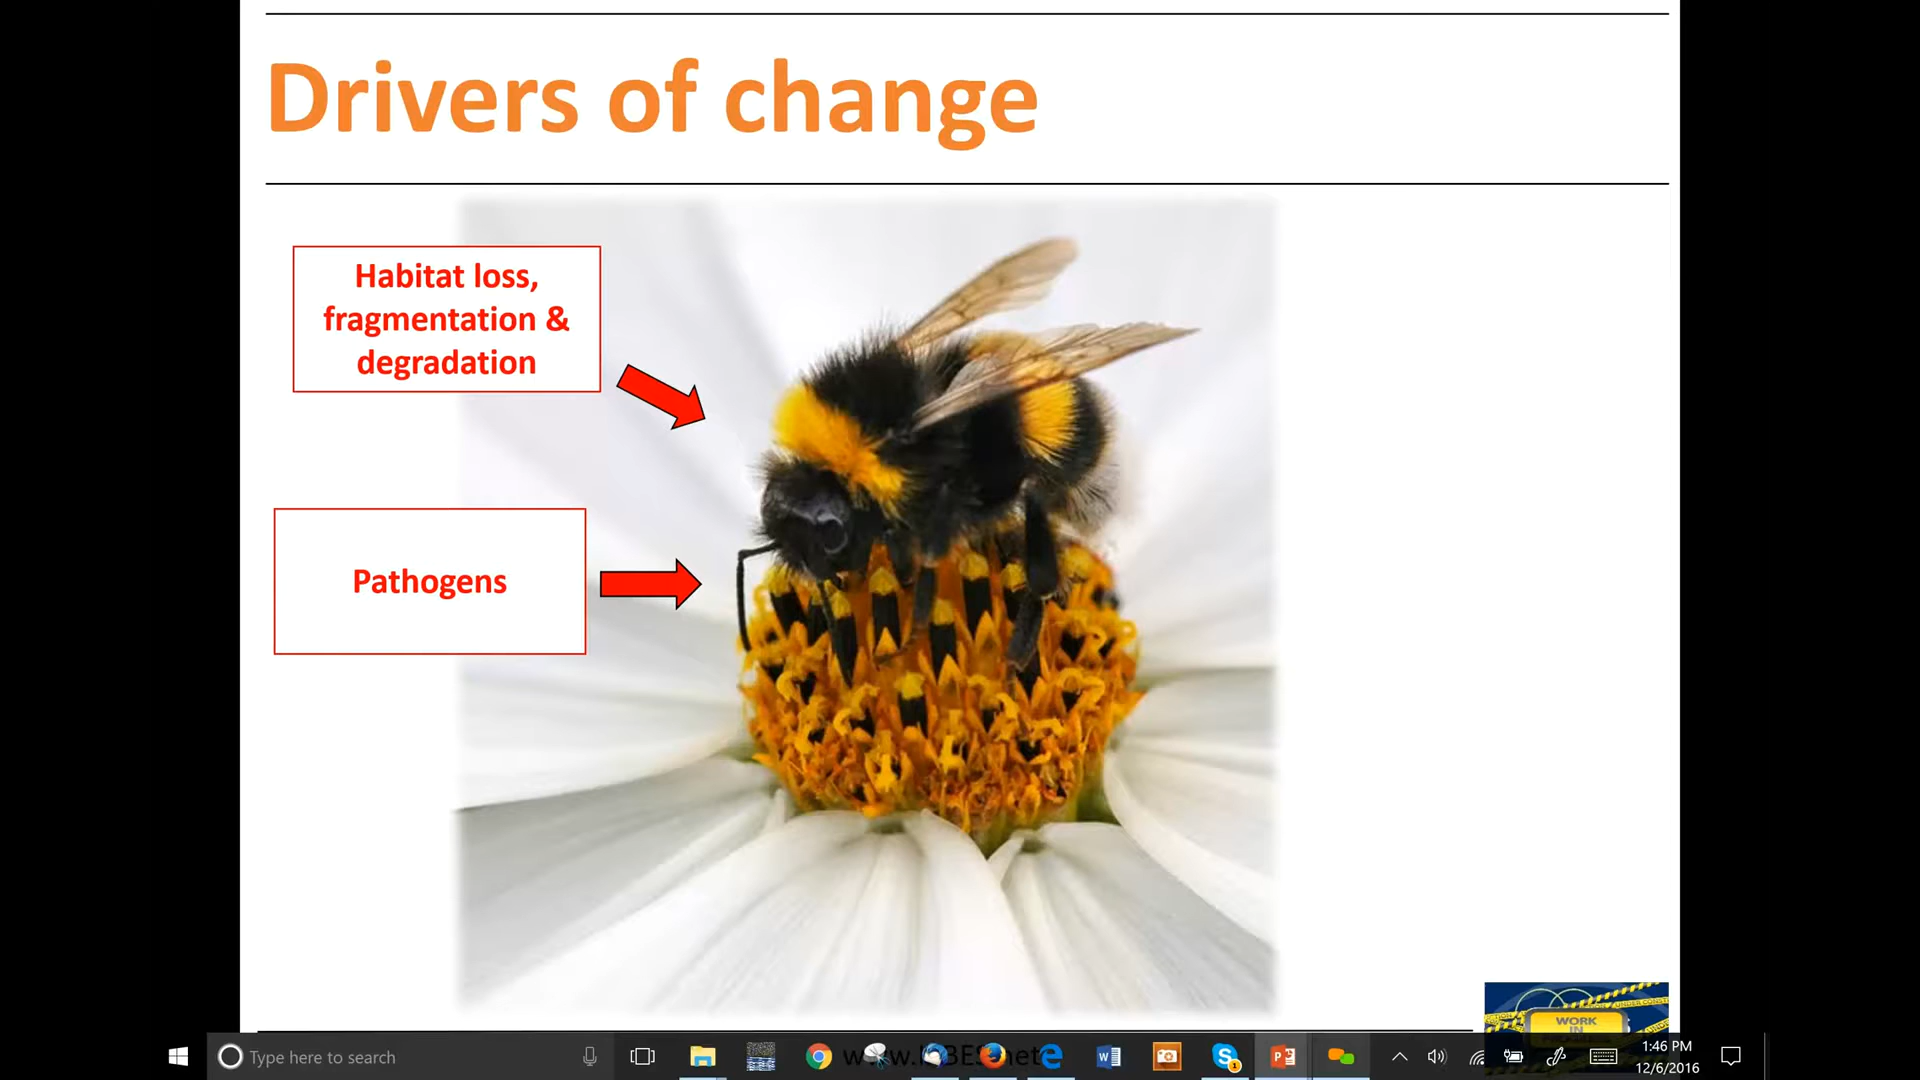 Drivers of change
Habitat loss,
fragmentation &
degradation
Pathogens
WORK
IN
Type here to search
1:46 PM
12/6/2016